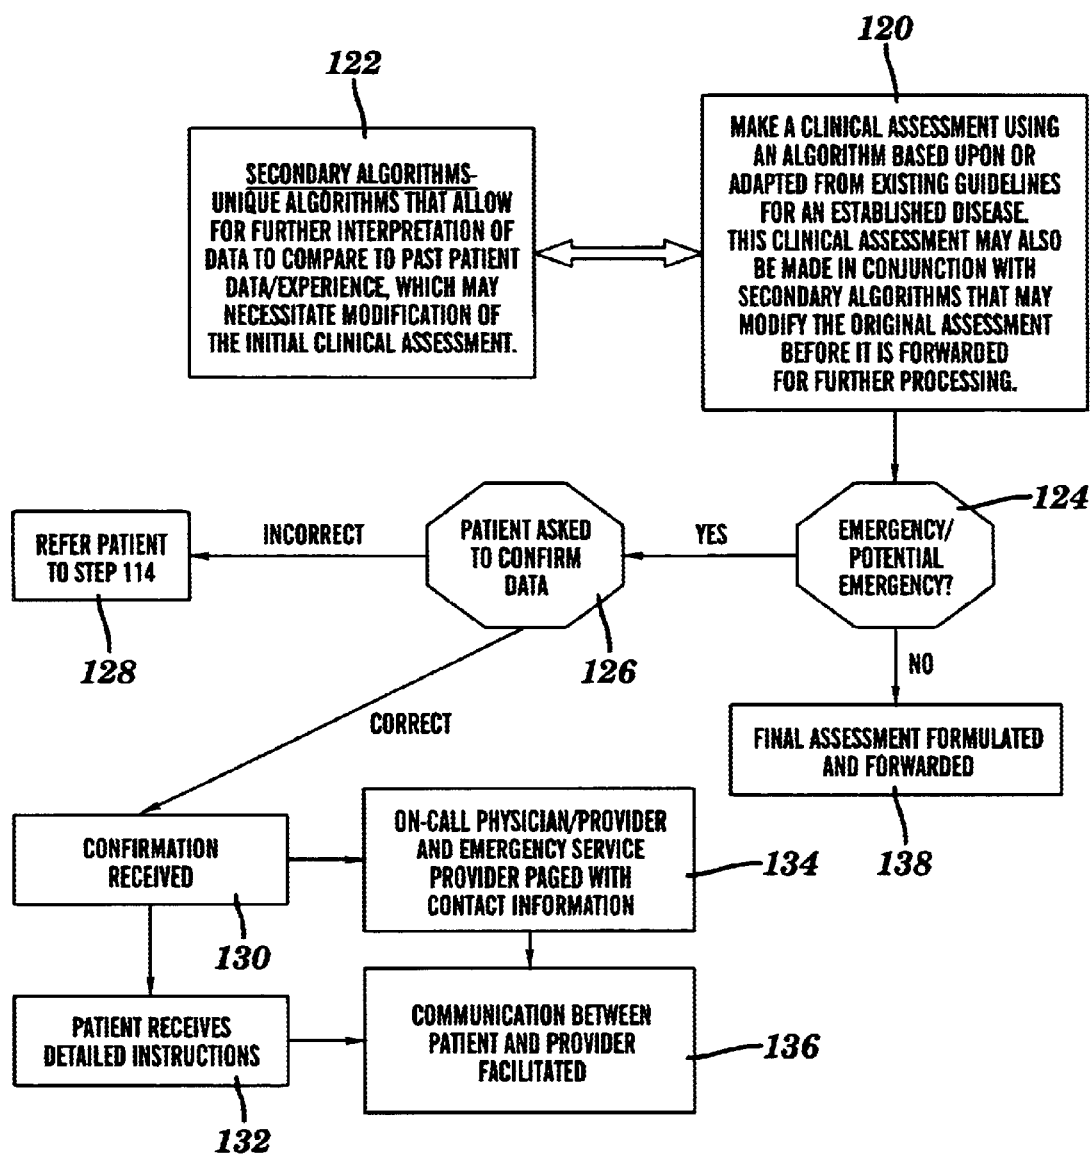 120
122
MAKE A CLINICAL ASSESSMENT USING
AN ALGORITHM BASED UPON OR
ADAPTED FROM EXISTING GUIDELINES
FOR AN ESTABLISHED DISEASE.
THIS CLINICAL ASSESSMENT MAY ALSO
BE MADE IN CONJUNCTION WITH
SECONDARY ALGORITHMS THAT MAY
MODIFY THE ORIGINAL ASSESSMENT
BEFORE IT IS FORWARDED
FOR FURTHER PROCESSING.
SECONDARY ALGORITHMS-
UNIQUE ALGORITHMS THAT ALLOW
FOR FURTHER INTERPRETATION OF
DATA TO COMPARE TO PAST PATIENT
DATA/EXPERIENCE, WHICH MAY
NECESSITATE MODIFICATION OF
THE INITIAL CLINICAL ASSESSMENT.
124
EMERGENCY/
POTENTIAL
EMERGENCY?
YES
PATIENT ASKED
TO CONFIRM
DATA
126
INCORRECT
REFER PATIENT
TO STEP 114
128
NO
FINAL ASSESSMENT FORMULATED
AND FORWARDED
138
CORRECT
CONFIRMATION
RECEIVED
130
ON-CALL PHYSICIAN/PROVIDER
AND EMERGENCY SERVICE
PROVIDER PAGED WITH
CONTACT INFORMATION
134
PATIENT RECEIVES
DETAILED INSTRUCTIONS
132
COMMUNICATION BETWEEN
PATIENT AND PROVIDER
FACILITATED
136